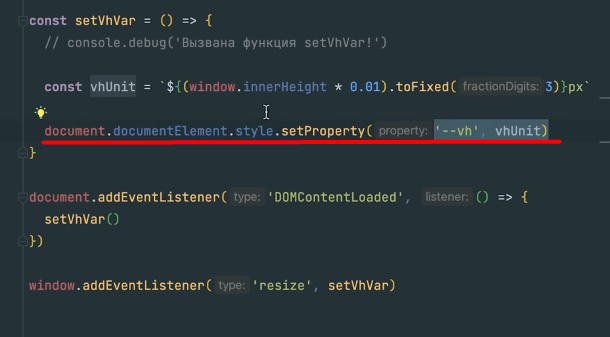 const setVhVar = () => {
// console.debug('Вызвана функция setVhVar!')
const vhUnit = `${(window.innerHeight * 0.01).toFixed( fractionDigits: 3)}px`
document.documentElement.style.setProperty( property: '--vh', vhUnit)
}
document.addEventListener( type: 'DOMContentLoaded', listener: () => {
setVhVar()
})
window.addEventListener( type: 'resize', setVhVar)